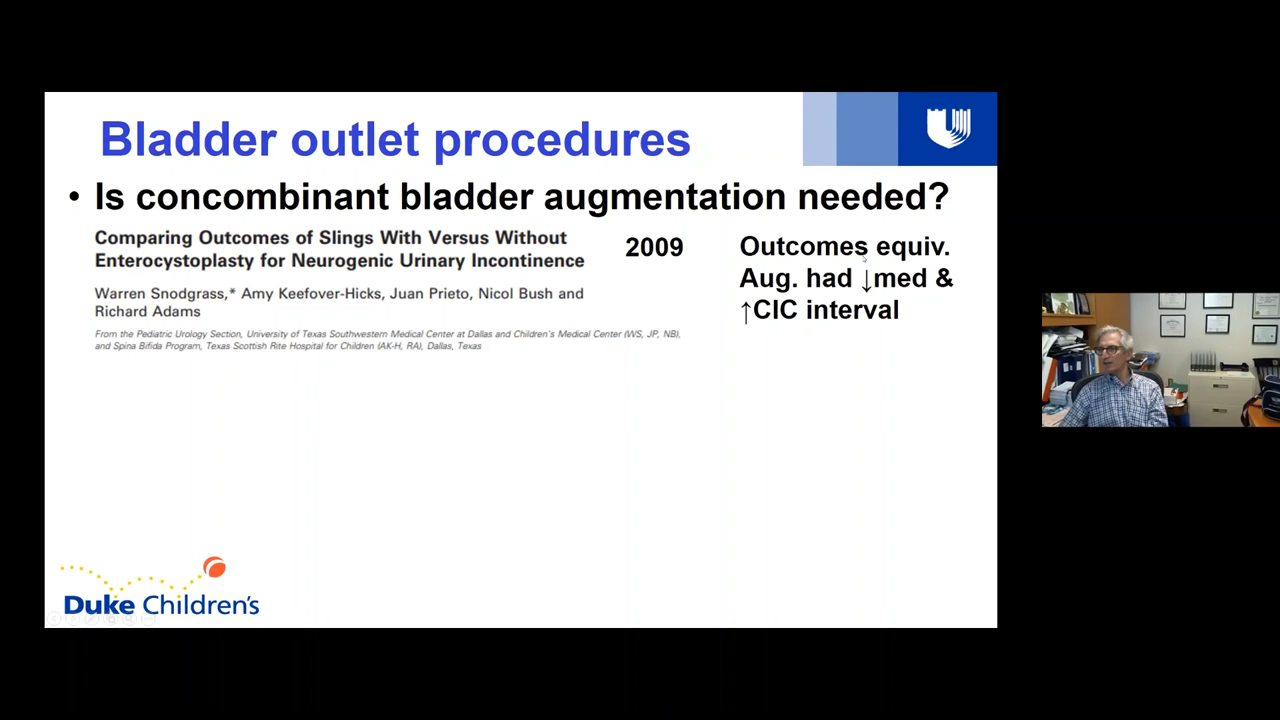 Bladder outlet procedures
• Is concombinant bladder augmentation needed?
Comparing Outcomes of Slings With Versus Without
Enterocystoplasty for Neurogenic Urinary Incontinence
2009
Outcomes equiv.
Aug. had ↓med &
↑CIC interval
Warren Snodgrass,* Amy Keefover-Hicks, Juan Prieto, Nicol Bush and
Richard Adams
From the Pediatric Urology Section, University of Texas Southwestern Medical Center at Dallas and Children's Medical Center (WS, JP, NB),
and Spina Bifida Program, Texas Scottish Rite Hospital for Children (AK-H, RA), Dallas, Texas
Duke Children's